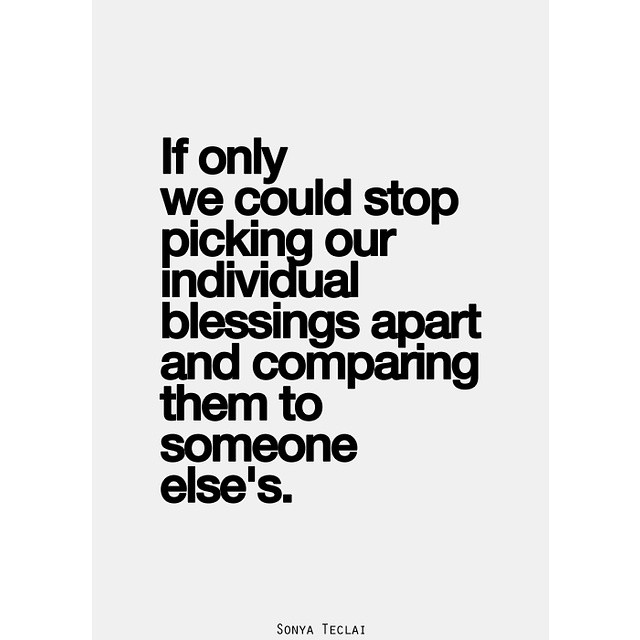 If only
we could stop
picking our
individual
blessings apart
and comparing
them to
someone
else's.
Sonya Teclai